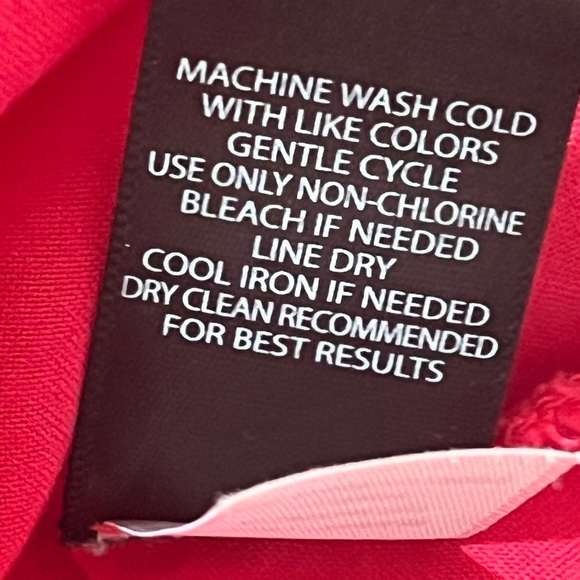 MACHINE WASH COLD
WITH LIKE COLORS
GENTLE CYCLE
USE ONLY NON-CHLORINE
BLEACH IF NEEDED
LINE DRY
COOL IRON IF NEEDED
DRY CLEAN RECOMMENDED
FOR BEST RESULTS